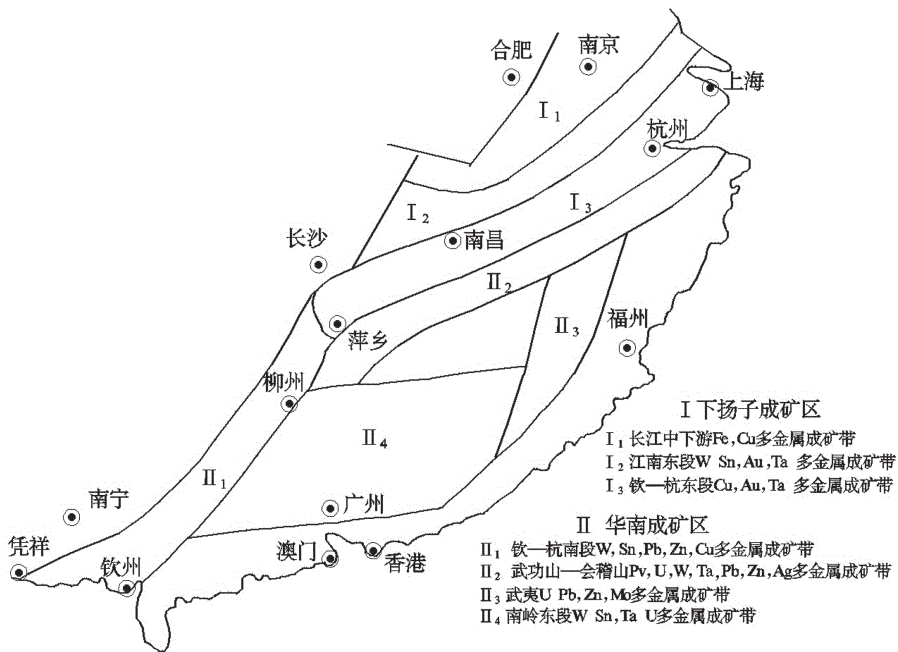 合肥
南京
上海
Ⅰ1
杭州
Ⅰ2
Ⅰ3
长沙
南昌
Ⅱ2
萍乡
Ⅱ3
福州
柳州
Ⅱ4
Ⅱ1
南宁
广州
凭祥
钦州
澳门
香港
Ⅰ下扬子成矿区
Ⅰ1 长江中下游Fe,Cu多金属成矿带
Ⅰ2 江南东段W Sn,Au,Ta 多金属成矿带
Ⅰ3 钦—杭东段Cu,Au,Ta 多金属成矿带
Ⅱ 华南成矿区
Ⅱ1 钦—杭南段W,Sn,Pb,Zn,Cu多金属成矿带
Ⅱ2 武功山—会稽山Pv,U,W,Ta,Pb,Zn,Ag多金属成矿带
Ⅱ3 武夷U Pb,Zn,Mo多金属成矿带
Ⅱ4 南岭东段W Sn,Ta U多金属成矿带